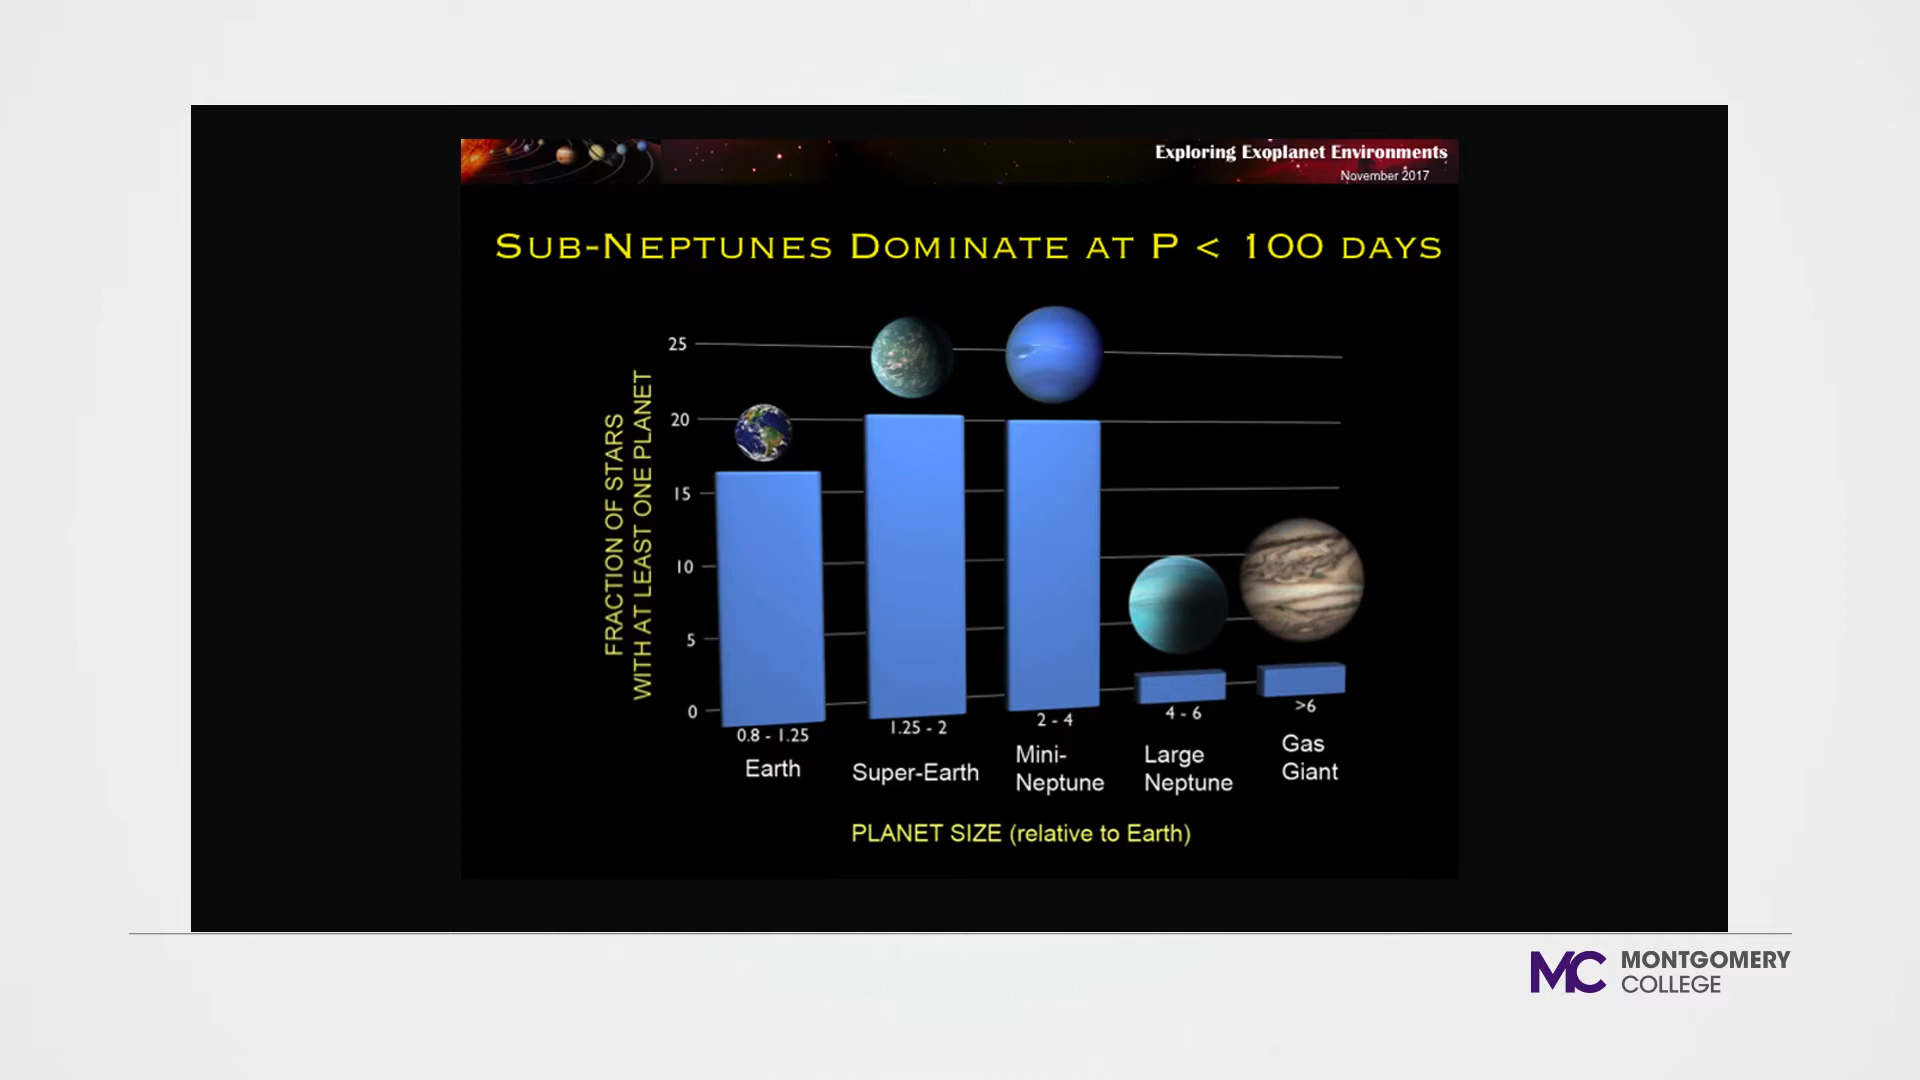 Exploring Exoplanet Environments
November 2017
SUB-NEPTUNES DOMINATE AT P < 100 DAYS
FRACTION OF STARS
WITH AT LEAST ONE PLANET
25
20
15
10
5
0
0.8 - 1.25
1.25 - 2
2 - 4
4 - 6
>6
Earth
Super-Earth
Mini-
Neptune
Large
Neptune
Gas
Giant
PLANET SIZE (relative to Earth)
MC MONTGOMERY
COLLEGE